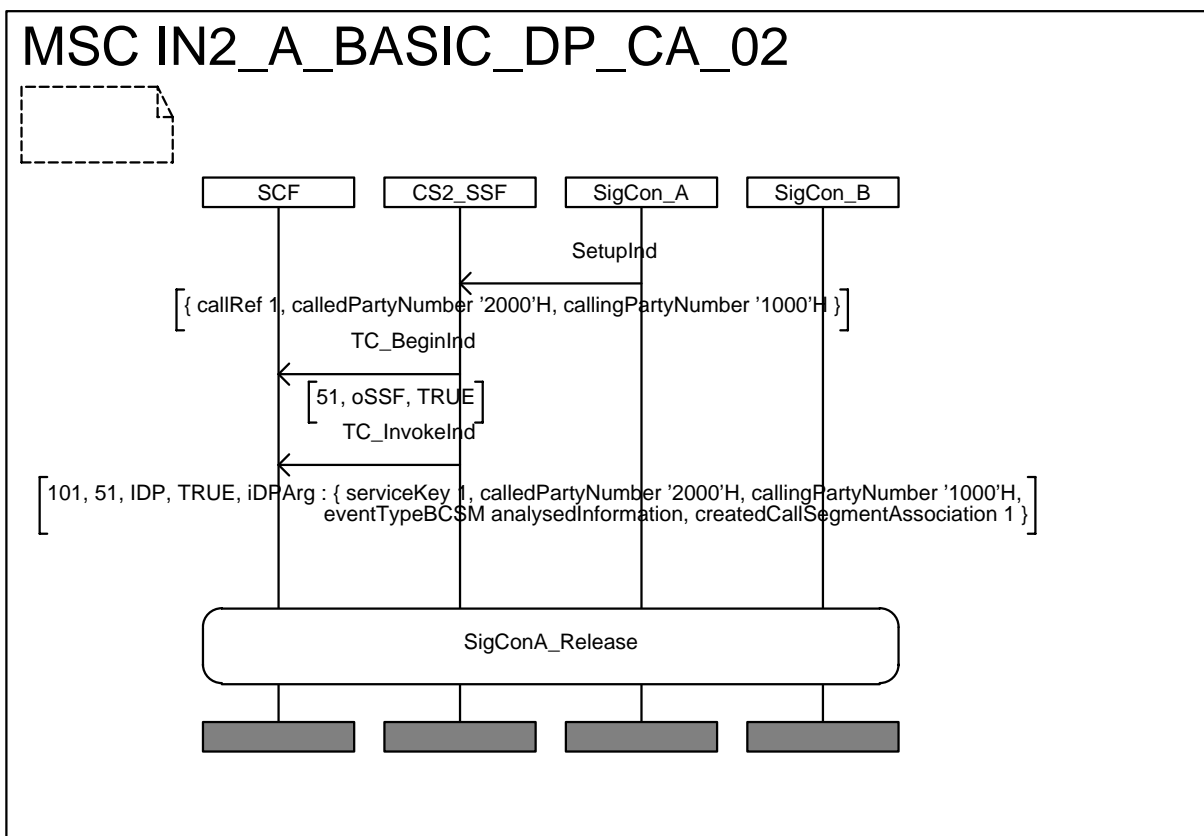 MSC IN2_A_BASIC_DP_CA_02
SCF
CS2_SSF
SigCon_A
SigCon_B
SetupInd
{ callRef 1, calledPartyNumber '2000'H, callingPartyNumber '1000'H }
TC_BeginInd
51, oSSF, TRUE
TC_InvokeInd
101, 51, IDP, TRUE, iDPArg : { serviceKey 1, calledPartyNumber '2000'H, callingPartyNumber '1000'H,
eventTypeBCSM analysedInformation, createdCallSegmentAssociation 1 }
SigConA_Release